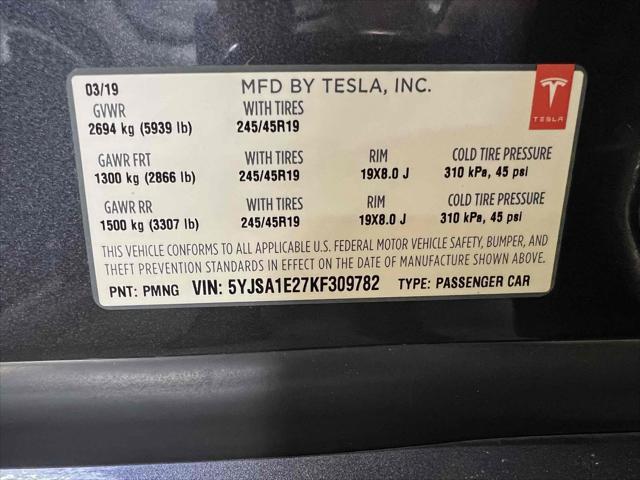 03/19 MFD BY TESLA, INC.
GVWR WITH TIRES
2694 kg (5939 lb) 245/45R19
TESLA
GAWR FRT WITH TIRES RIM COLD TIRE PRESSURE
1300 kg (2866 lb) 245/45R19 19X8.0 J 310 kPa, 45 psi
GAWR RR WITH TIRES RIM COLD TIRE PRESSURE
1500 kg (3307 lb) 245/45R19 19X8.0 J 310 kPa, 45 psi
THIS VEHICLE CONFORMS TO ALL APPLICABLE U.S. FEDERAL MOTOR VEHICLE SAFETY, BUMPER, AND
THEFT PREVENTION STANDARDS IN EFFECT ON THE DATE OF MANUFACTURE SHOWN ABOVE.
PNT: PMNG VIN: 5YJSA1E27KF309782 TYPE: PASSENGER CAR